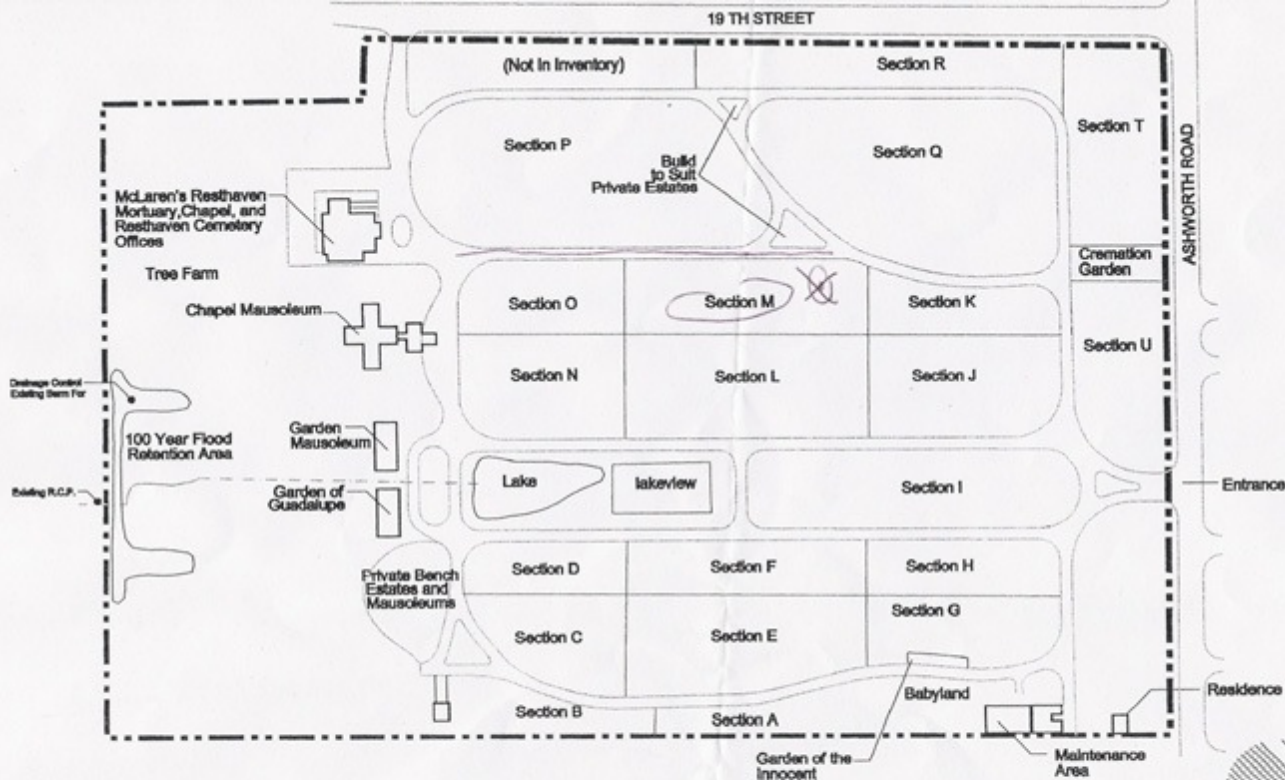 19 TH STREET
(Not In Inventory)
Section R
Section T
Section P
Build
to Suit
Private Estates
Section Q
ASHWORTH ROAD
McLaren's Resthaven
Mortuary,Chapel, and
Resthaven Cemetery
Offices
Tree Farm
Cremation
Garden
Chapel Mausoleum
Section O
Section M
Section K
Section U
Section N
Section L
Section J
Drainage Control
Existing Berm For
100 Year Flood
Retention Area
Garden
Mausoleum
Existing R.C.P.
Garden of
Guadalupe
Lake
lakeview
Section I
Entrance
Private Bench
Estates and
Mausoleums
Section D
Section F
Section H
Section G
Section C
Section E
Babyland
Residence
Section B
Section A
Garden of the
Innocent
Maintenance
Area